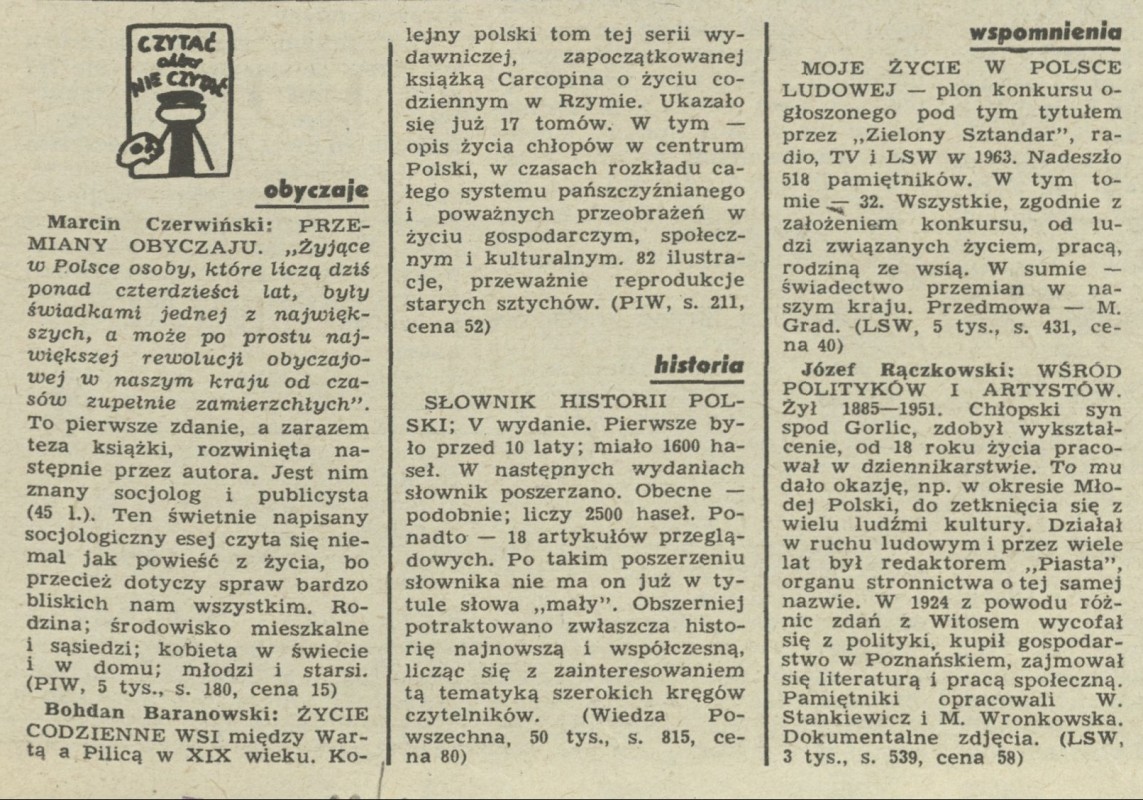 CZYTAĆ
albo
NIE CZYTAĆ
obyczaje
Marcin Czerwiński: PRZE-
MIANY OBYCZAJU. „Żyjące
w Polsce osoby, które liczą dziś
ponad czterdzieści lat, były
świadkami jednej z najwięk-
szych, a może po prostu naj-
większej rewolucji obyczajo-
wej w naszym kraju od cza-
sów zupełnie zamierzchłych”.
To pierwsze zdanie, a zarazem
teza książki, rozwinięta na-
stępnie przez autora. Jest nim
znany socjolog i publicysta
(45 l.). Ten świetnie napisany
socjologiczny esej czyta się nie-
mal jak powieść z życia, bo
przecież dotyczy spraw bardzo
bliskich nam wszystkim. Ro-
dzina; środowisko mieszkalne
i sąsiedzi; kobieta w świecie
i w domu; młodzi i starsi.
(PIW, 5 tys., s. 180, cena 15)
Bohdan Baranowski: ŻYCIE
CODZIENNE WSI między War-
tą a Pilicą w XIX wieku. Ko-
lejny polski tom tej serii wy-
dawniczej, zapoczątkowanej
książką Carcopina o życiu co-
dziennym w Rzymie. Ukazało
się już 17 tomów. W tym —
opis życia chłopów w centrum
Polski, w czasach rozkładu ca-
łego systemu pańszczyźnianego
i poważnych przeobrażeń w
życiu gospodarczym, społecz-
nym i kulturalnym. 82 ilustra-
cje, przeważnie reprodukcje
starych sztychów. (PIW, s. 211,
cena 52)
historia
SŁOWNIK HISTORII POL-
SKI; V wydanie. Pierwsze by-
ło przed 10 laty; miało 1600 ha-
seł. W następnych wydaniach
słownik poszerzano. Obecne —
podobnie; liczy 2500 haseł. Po-
nadto — 18 artykułów przeglą-
dowych. Po takim poszerzeniu
słownika nie ma on już w ty-
tule słowa „mały”. Obszerniej
potraktowano zwłaszcza histo-
rię najnowszą i współczesną,
licząc się z zainteresowaniem
tą tematyką szerokich kręgów
czytelników. (Wiedza Po-
wszechna, 50 tys., s. 815, ce-
na 80)
wspomnienia
MOJE ŻYCIE W POLSCE
LUDOWEJ — plon konkursu o-
głoszonego pod tym tytułem
przez „Zielony Sztandar”, ra-
dio, TV i LSW w 1963. Nadeszło
518 pamiętników. W tym to-
mie — 32. Wszystkie, zgodnie z
założeniem konkursu, od lu-
dzi związanych życiem, pracą,
rodziną ze wsią. W sumie —
świadectwo przemian w na-
szym kraju. Przedmowa — M.
Grad. (LSW, 5 tys., s. 431, ce-
na 40)
Józef Rączkowski: WŚRÓD
POLITYKÓW I ARTYSTÓW.
Żył 1885—1951. Chłopski syn
spod Gorlic, zdobył wykształ-
cenie, od 18 roku życia praco-
wał w dziennikarstwie. To mu
dało okazję, np. w okresie Mło-
dej Polski, do zetknięcia się z
wielu ludźmi kultury. Działał
w ruchu ludowym i przez wiele
lat był redaktorem „Piasta”,
organu stronnictwa o tej samej
nazwie. W 1924 z powodu róż-
nic zdań z Witosem wycofał
się z polityki, kupił gospodar-
stwo w Poznańskiem, zajmował
się literaturą i pracą społeczną.
Pamiętniki opracowali W.
Stankiewicz i M. Wronkowska.
Dokumentalne zdjęcia. (LSW,
3 tys., s. 539, cena 58)